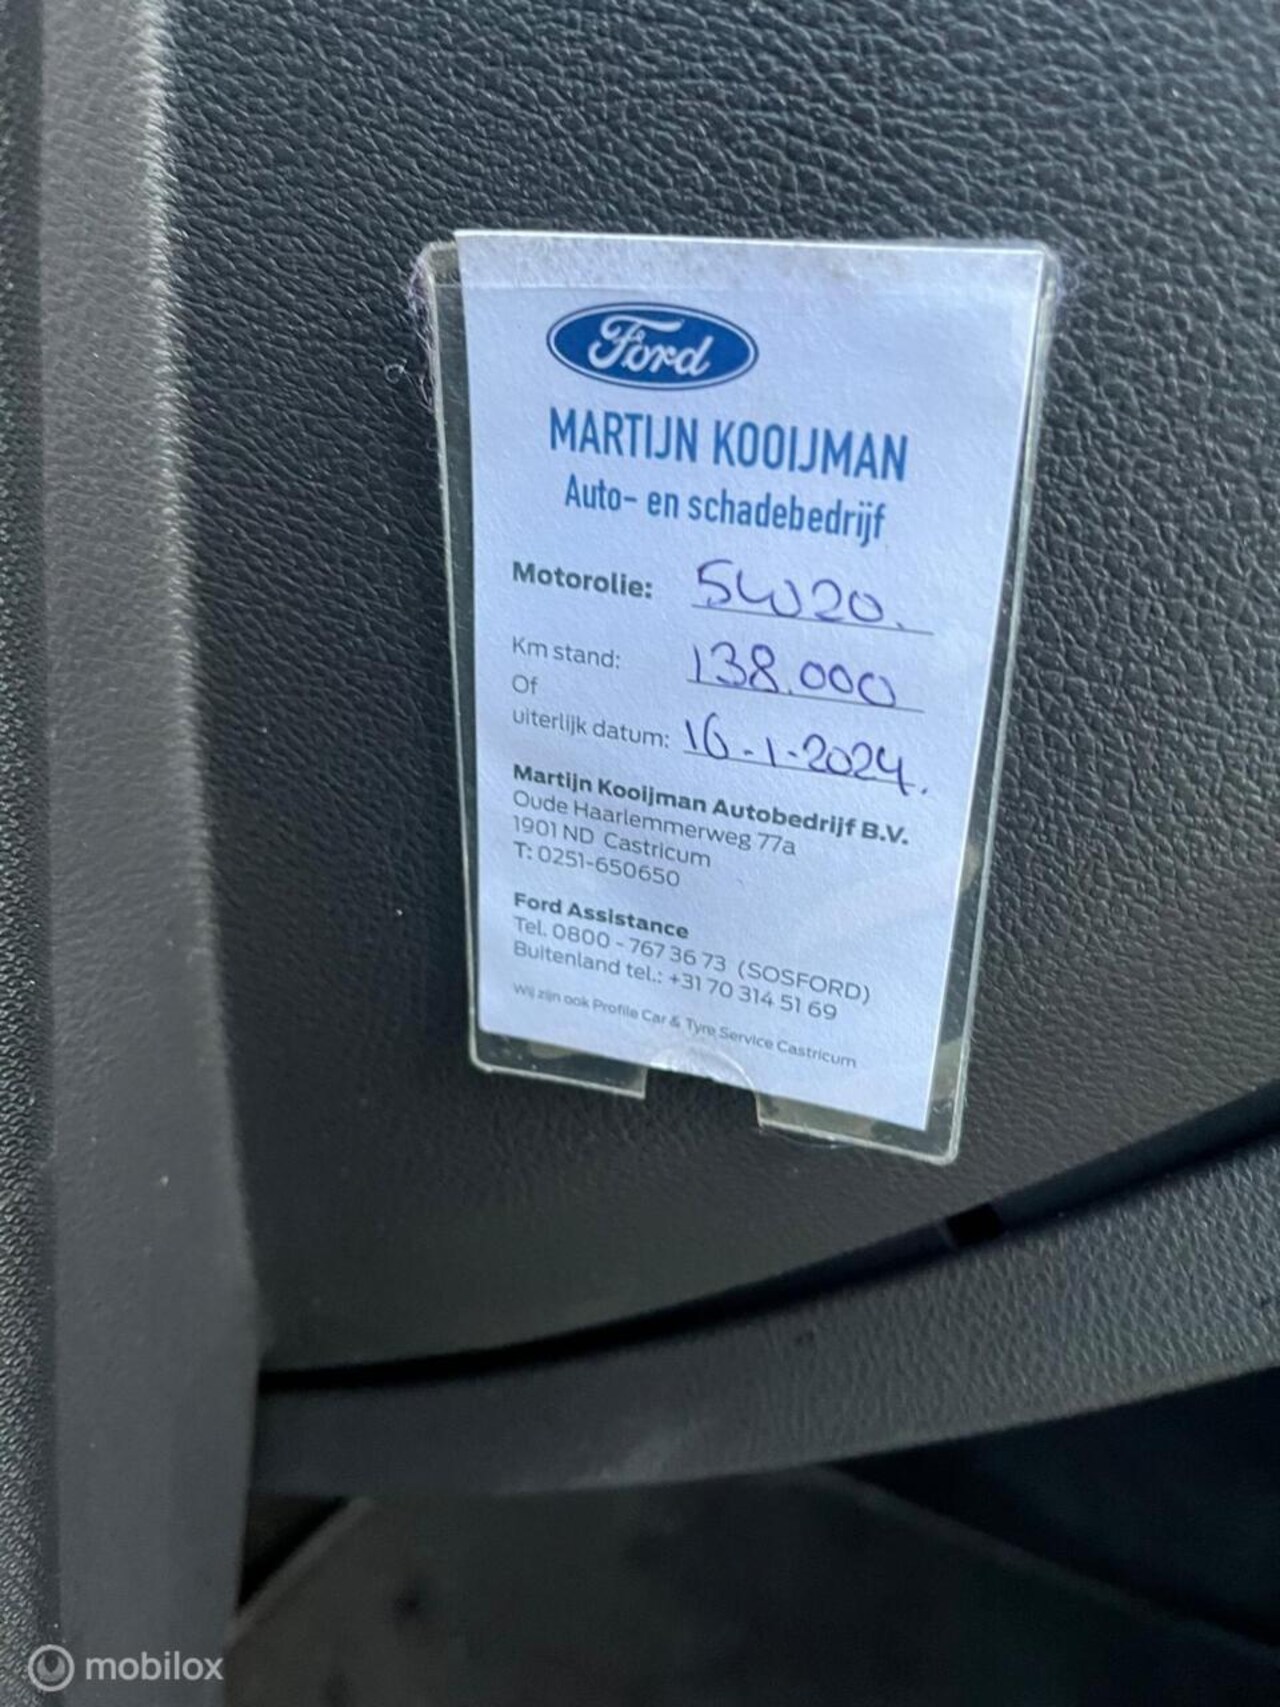 Ford
MARTIJN KOOIJMAN
Auto- en schadebedrijf
Motorolie: 5W20.
Km stand: 138.000
Of
uiterlijk datum: 16-1-2024.
Martijn Kooijman Autobedrijf B.V.
Oude Haarlemmerweg 77a
1901 ND Castricum
T: 0251-650650
Ford Assistance
Tel. 0800 - 767 36 73 (SOSFORD)
Buitenland tel.: +31 70 314 51 69
Wij zijn ook Profile Car & Tyre Service Castricum
mobilox